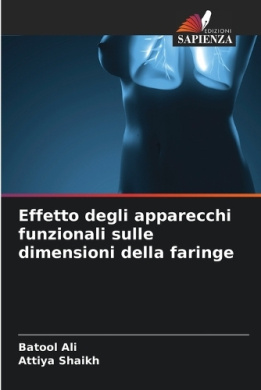 EDIZIONI
SAPIENZA
Effetto degli apparecchi
funzionali sulle
dimensioni della faringe
Batool Ali
Attiya Shaikh